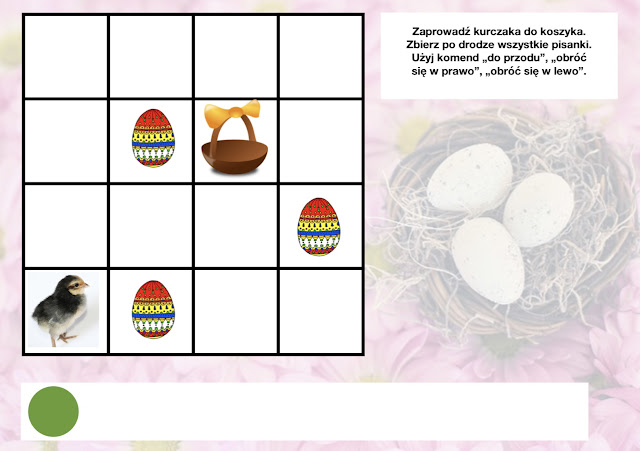 Zaprowadź kurczaka do koszyka.
Zbierz po drodze wszystkie pisanki.
Użyj komend „do przodu”, „obróć
się w prawo”, „obróć się w lewo”.